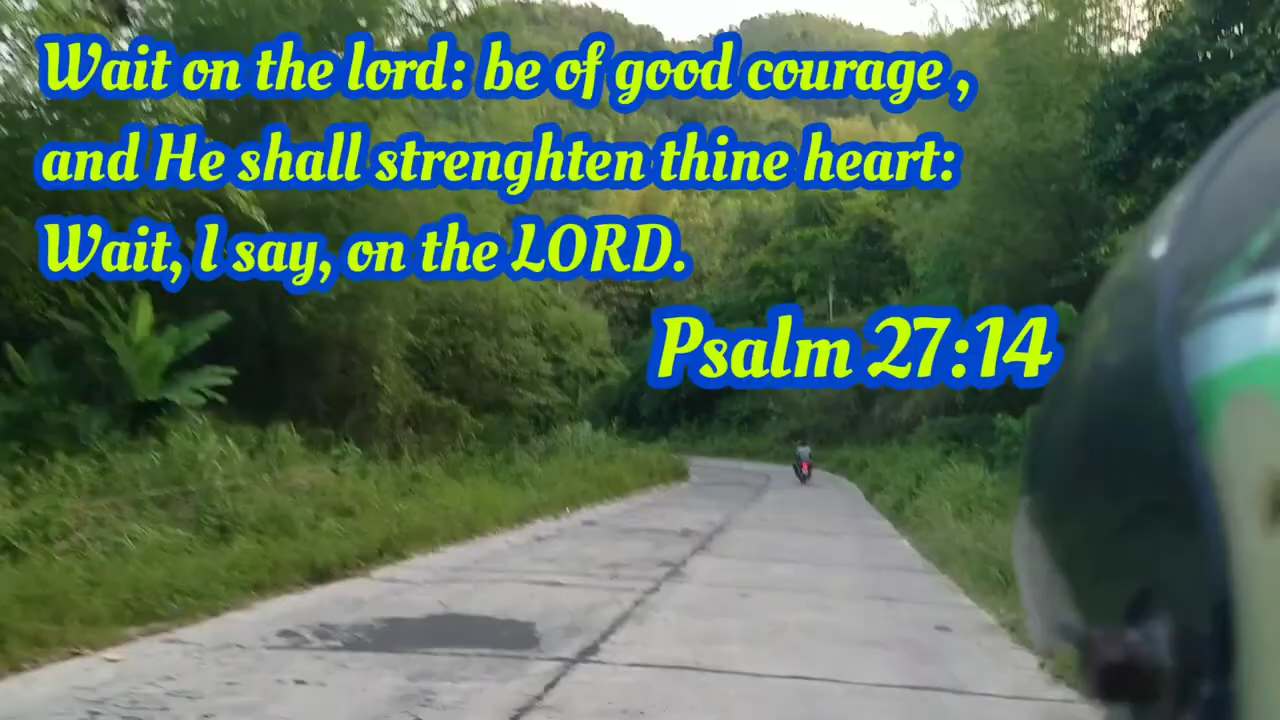 Wait on the lord: be of good courage ,
and He shall strenghten thine heart:
Wait, I say, on the LORD.
Psalm 27:14